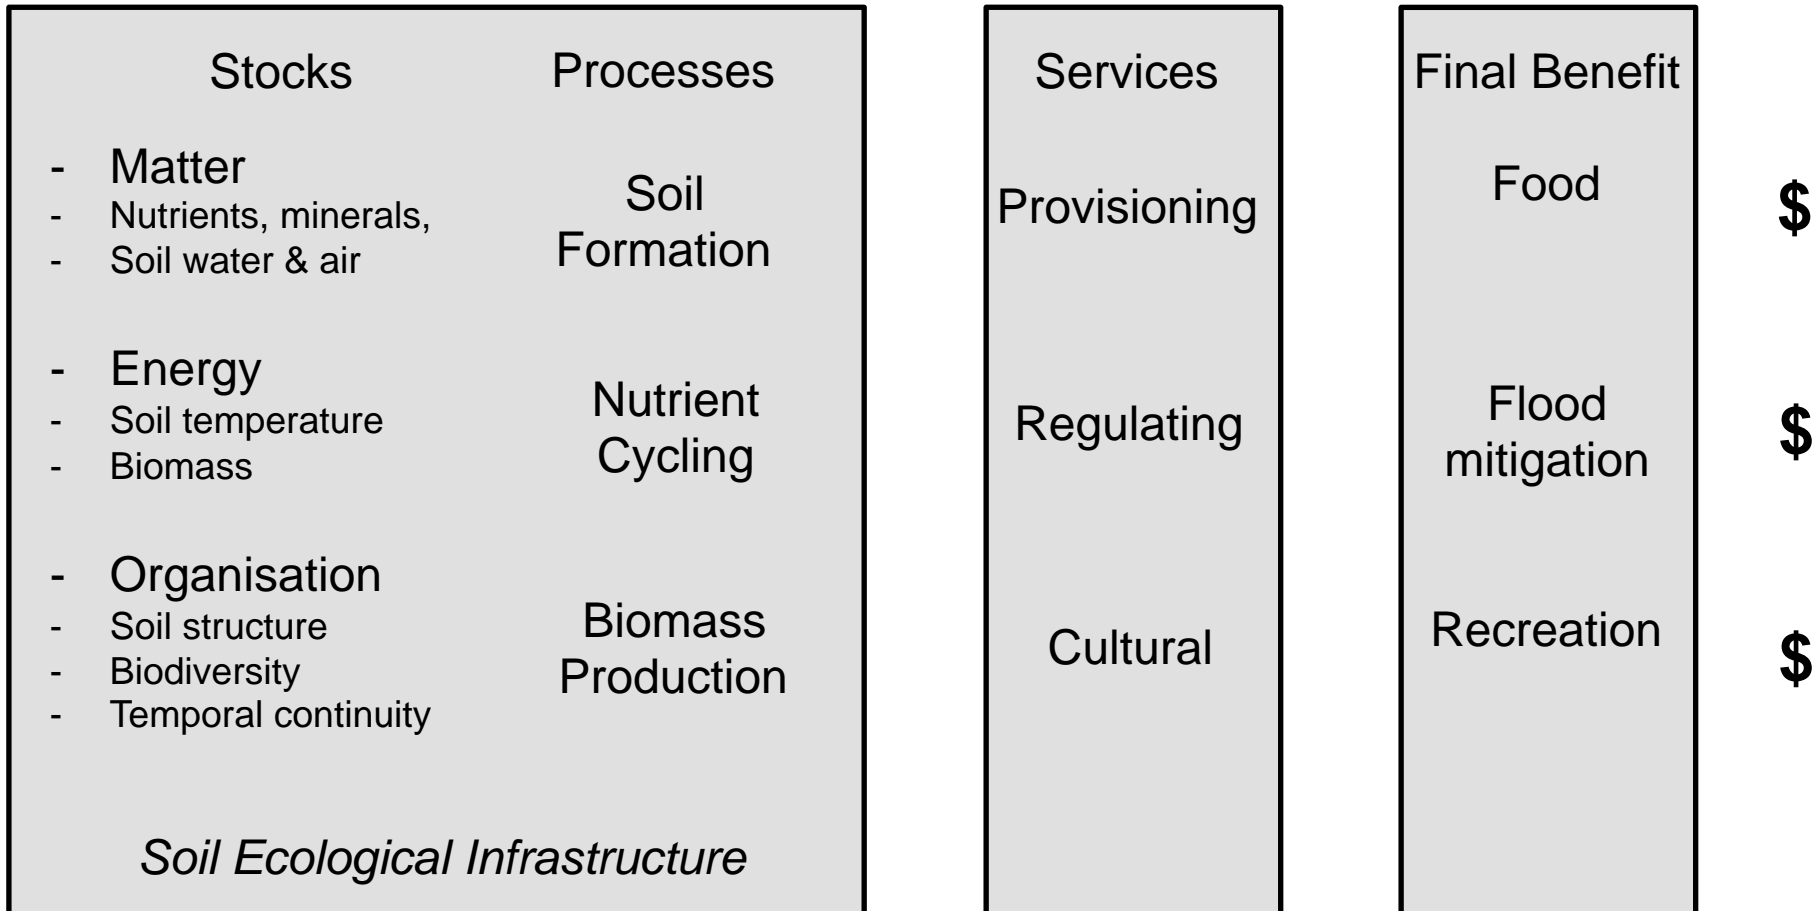 Stocks
Processes
Services
Final Benefit
- Matter
- Nutrients, minerals,
- Soil water & air
Soil
Formation
Provisioning
Food
$
- Energy
- Soil temperature
- Biomass
Nutrient
Cycling
Regulating
Flood
mitigation
$
- Organisation
- Soil structure
- Biodiversity
- Temporal continuity
Biomass
Production
Cultural
Recreation
$
Soil Ecological Infrastructure